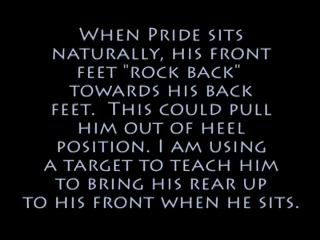 When Pride sits
naturally, his front
feet "rock back"
towards his back
feet. This could pull
him out of heel
position. I am using
a target to teach him
to bring his rear up
to his front when he sits.